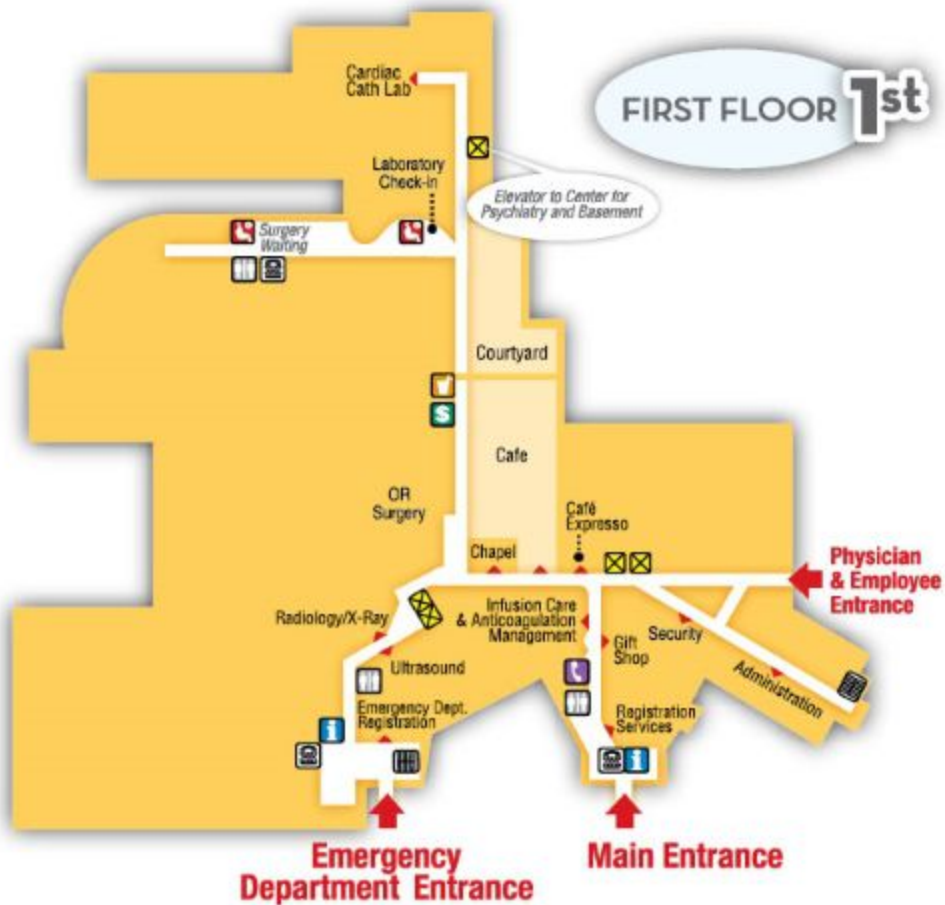 FIRST FLOOR 1st
Cardiac
Cath Lab
Laboratory
Check-in
Elevator to Center for
Psychiatry and Basement
Surgery
Waiting
Courtyard
$
Cafe
OR
Surgery
Café
Expresso
Chapel
Physician
& Employee
Entrance
Radiology/X-Ray
Infusion Care
& Anticoagulation
Management
Security
Gift
Shop
Ultrasound
Administration
Emergency Dept.
Registration
Registration
Services
i
i
Emergency
Department Entrance
Main Entrance